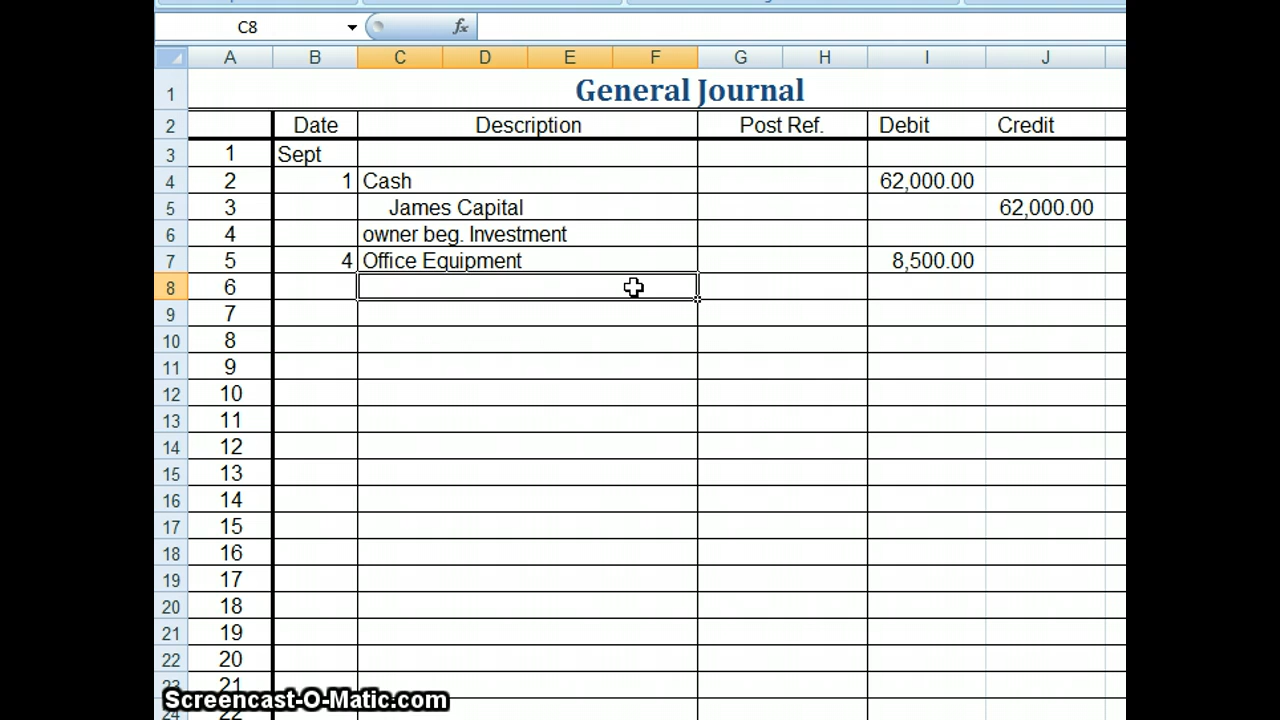 C8 fx
A B C D E F G H I J
1 General Journal
2 Date Description Post Ref. Debit Credit
3 1 Sept
4 2 1 Cash 62,000.00
5 3 James Capital 62,000.00
6 4 owner beg. Investment
7 5 4 Office Equipment 8,500.00
8 6
9 7
10 8
11 9
12 10
13 11
14 12
15 13
16 14
17 15
18 16
19 17
20 18
21 19
22 20
23 21
24 22
Screencast-O-Matic.com